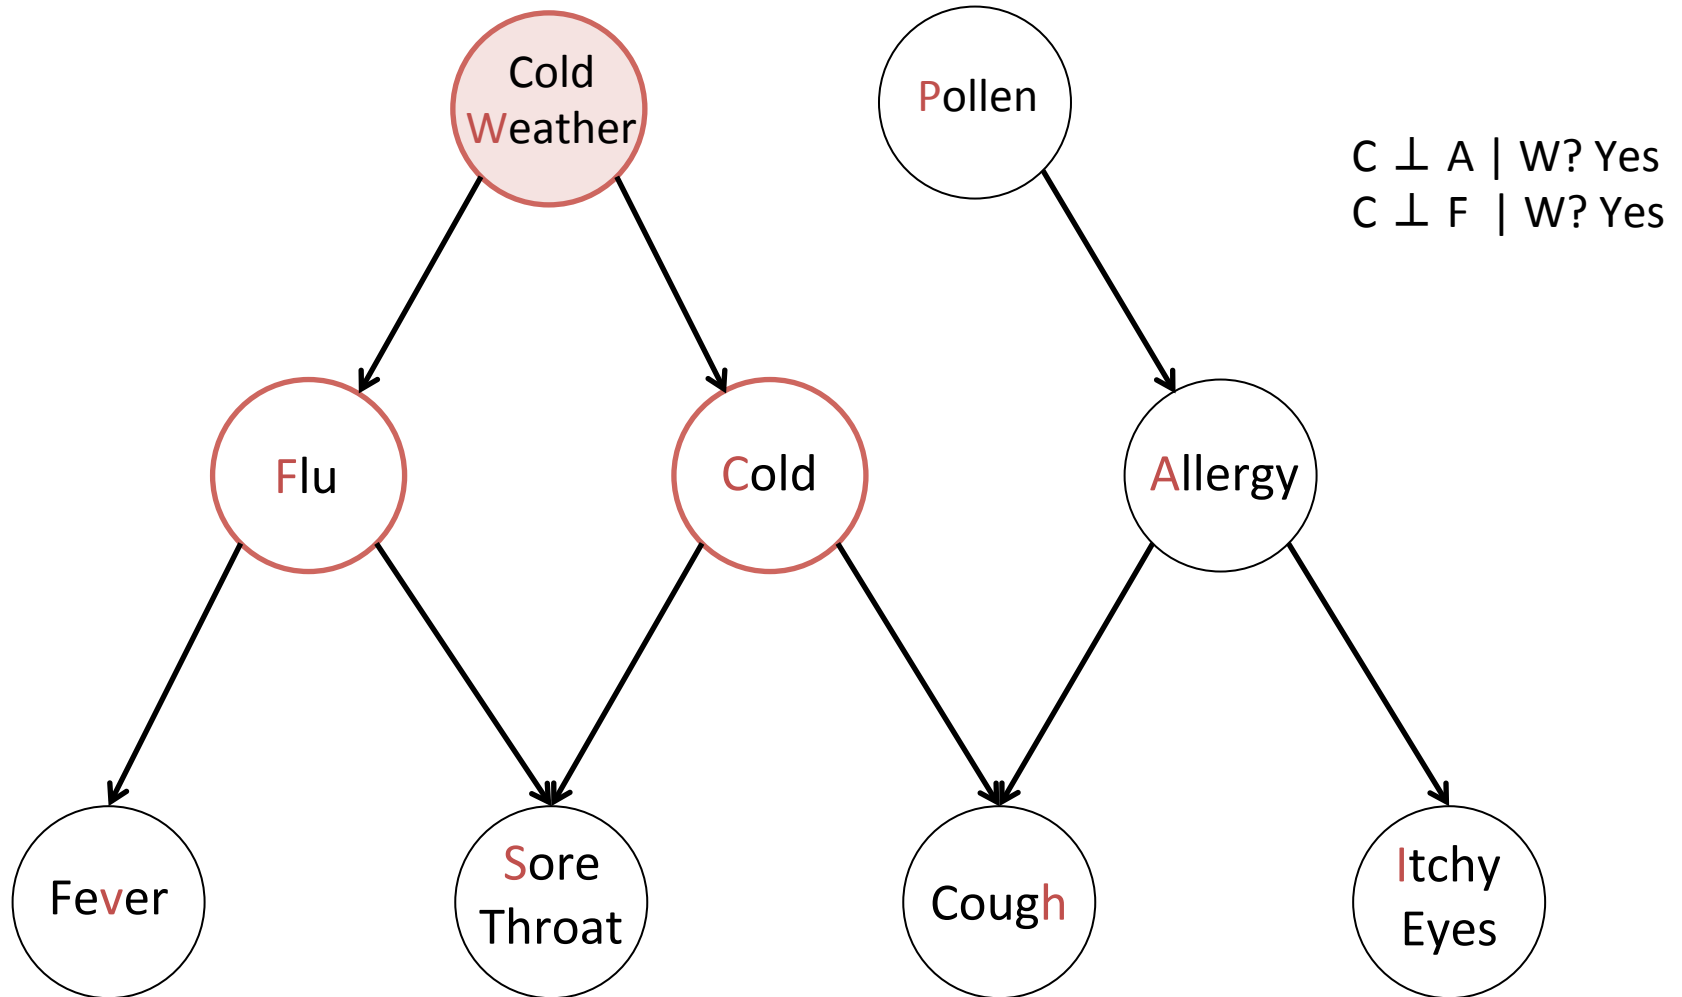 Cold
Weather
Pollen
C ⊥ A | W? Yes
C ⊥ F | W? Yes
Flu
Cold
Allergy
Fever
Sore
Throat
Cough
Itchy
Eyes